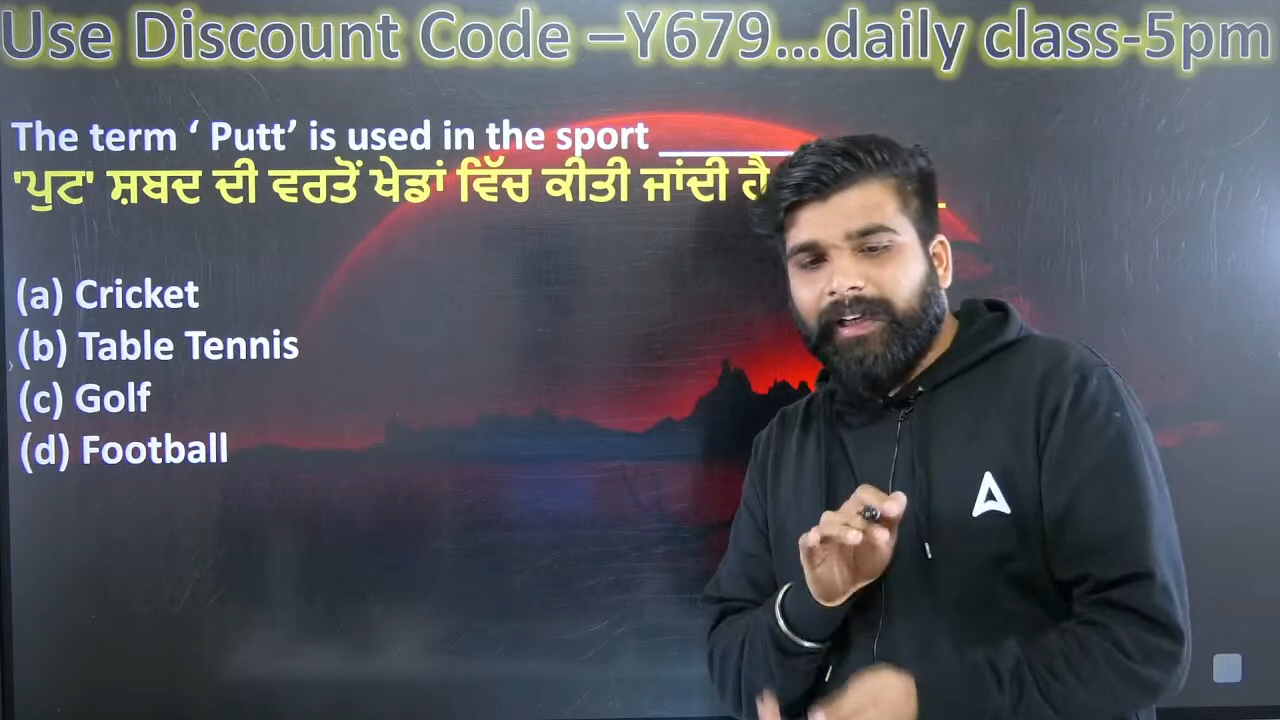 Use Discount Code –Y679...daily class-5pm
The term ‘ Putt’ is used in the sport ______
'ਪੁਟ' ਸ਼ਬਦ ਦੀ ਵਰਤੋਂ ਖੇਡਾਂ ਵਿੱਚ ਕੀਤੀ ਜਾਂਦੀ ਹੈ
(a) Cricket
(b) Table Tennis
(c) Golf
(d) Football